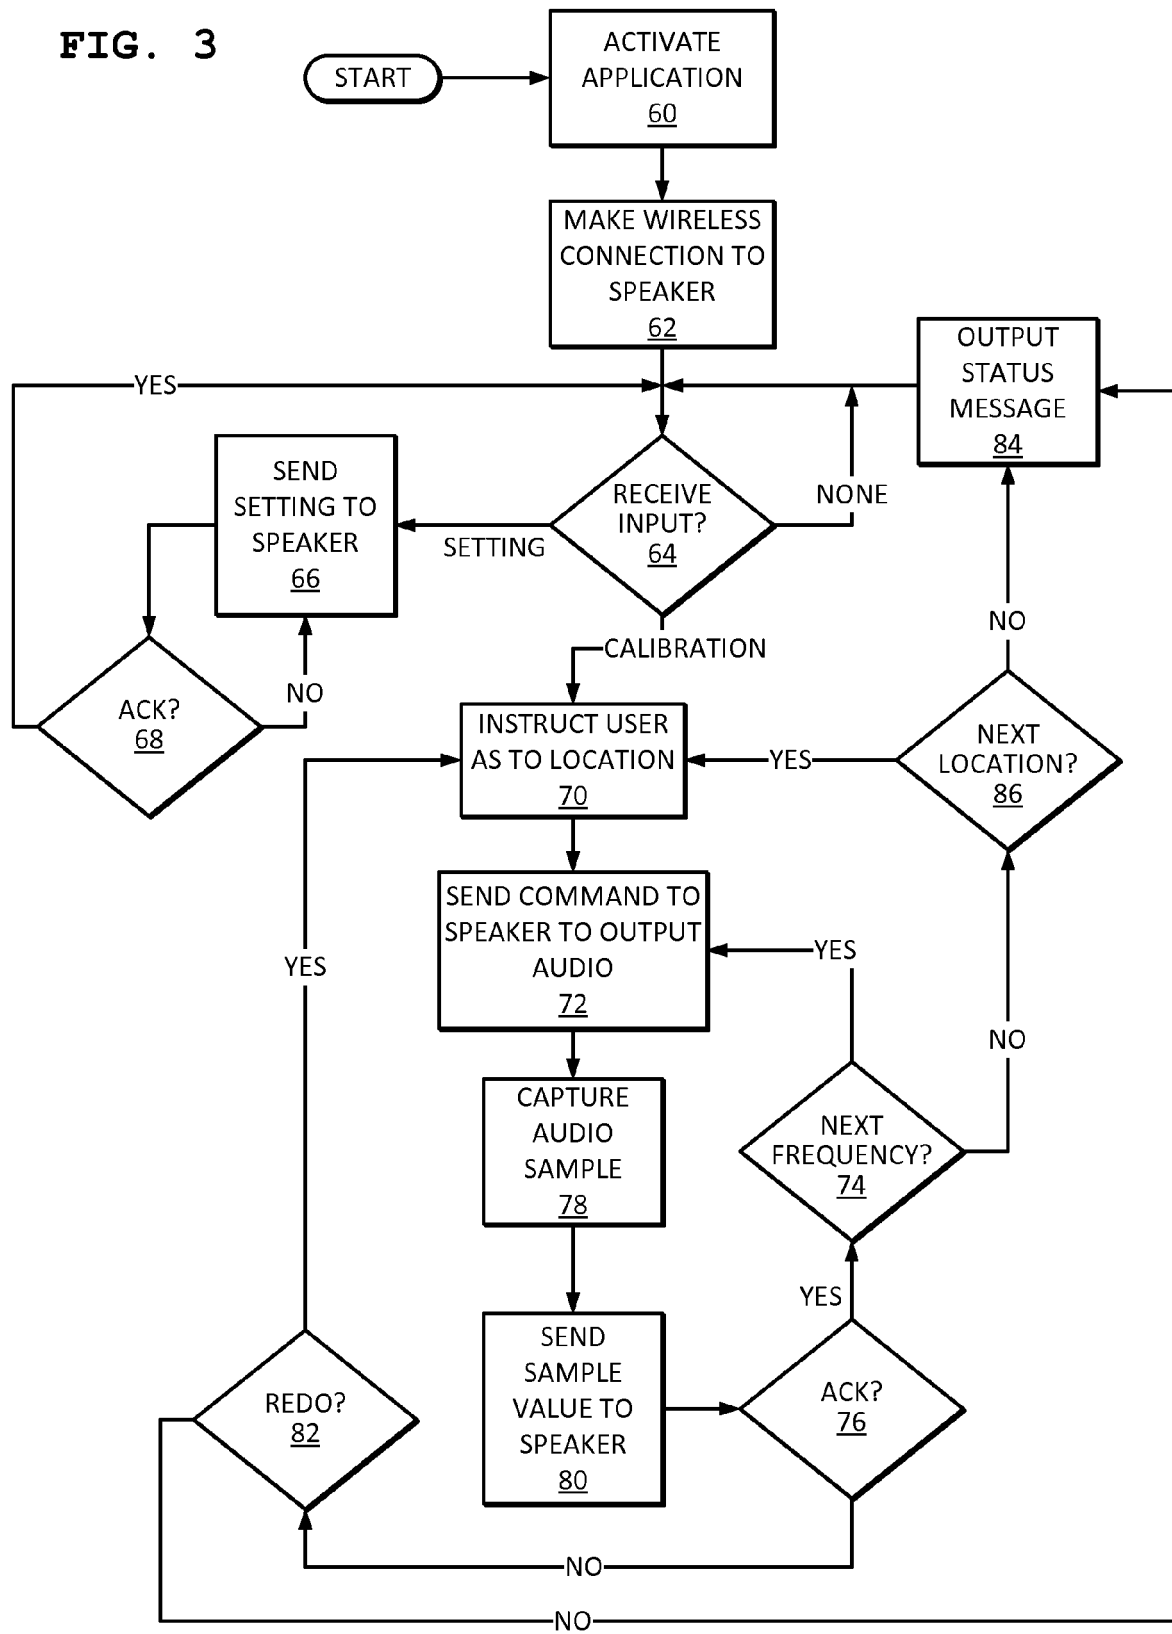 FIG. 3
START
ACTIVATE
APPLICATION
60
MAKE WIRELESS
CONNECTION TO
SPEAKER
62
OUTPUT
STATUS
MESSAGE
84
YES
SEND
SETTING TO
SPEAKER
66
SETTING
RECEIVE
INPUT?
64
NONE
NO
CALIBRATION
ACK?
68
NO
INSTRUCT USER
AS TO LOCATION
70
YES
NEXT
LOCATION?
86
SEND COMMAND TO
SPEAKER TO OUTPUT
AUDIO
72
YES
YES
NO
CAPTURE
AUDIO
SAMPLE
78
NEXT
FREQUENCY?
74
YES
SEND
SAMPLE
VALUE TO
SPEAKER
80
REDO?
82
ACK?
76
NO
NO